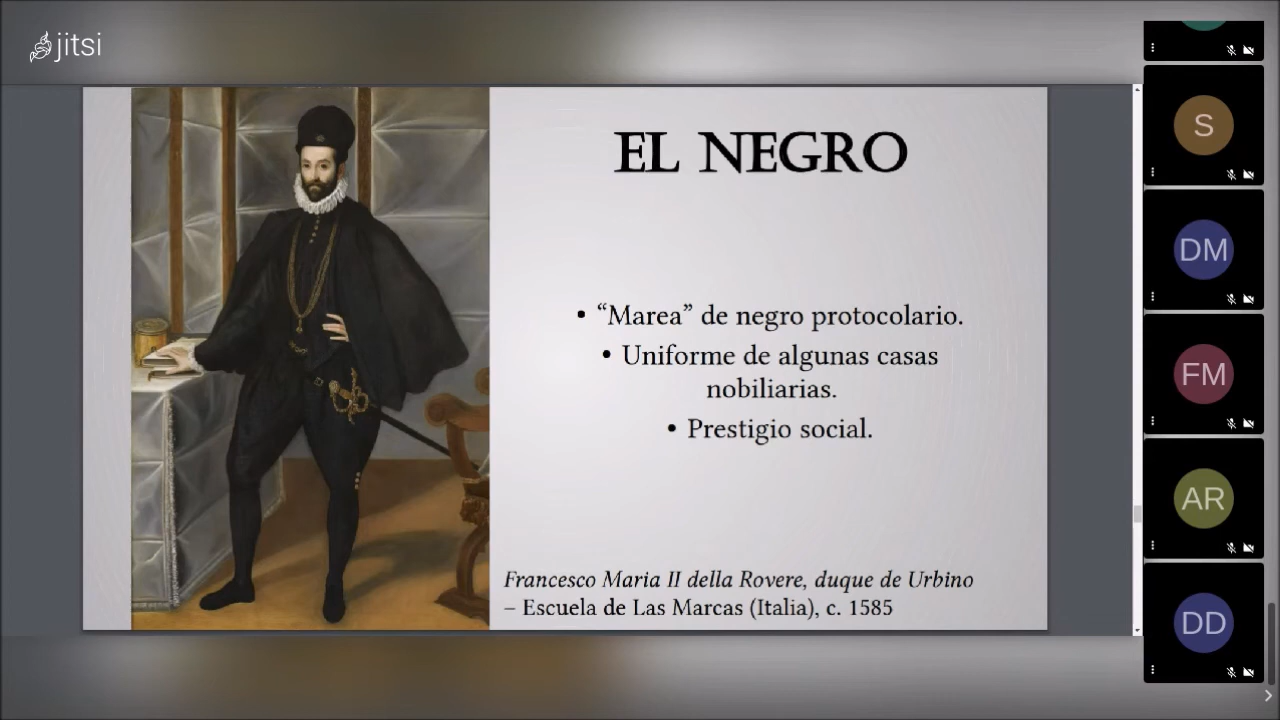 jitsi
EL NEGRO
• “Marea” de negro protocolario.
• Uniforme de algunas casas
nobiliarias.
• Prestigio social.
Francesco Maria II della Rovere, duque de Urbino
– Escuela de Las Marcas (Italia), c. 1585
S
DM
FM
AR
DD